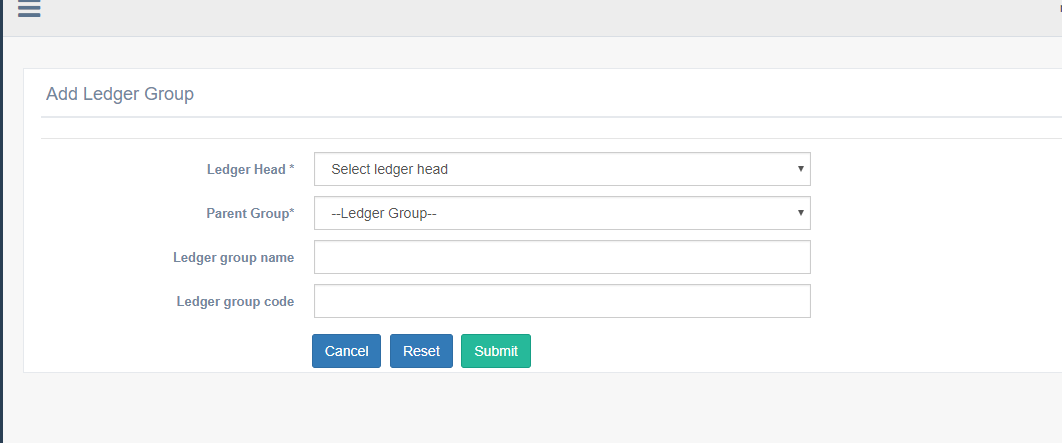 Add Ledger Group
Ledger Head * Select ledger head
Parent Group* --Ledger Group--
Ledger group name
Ledger group code
Cancel Reset Submit